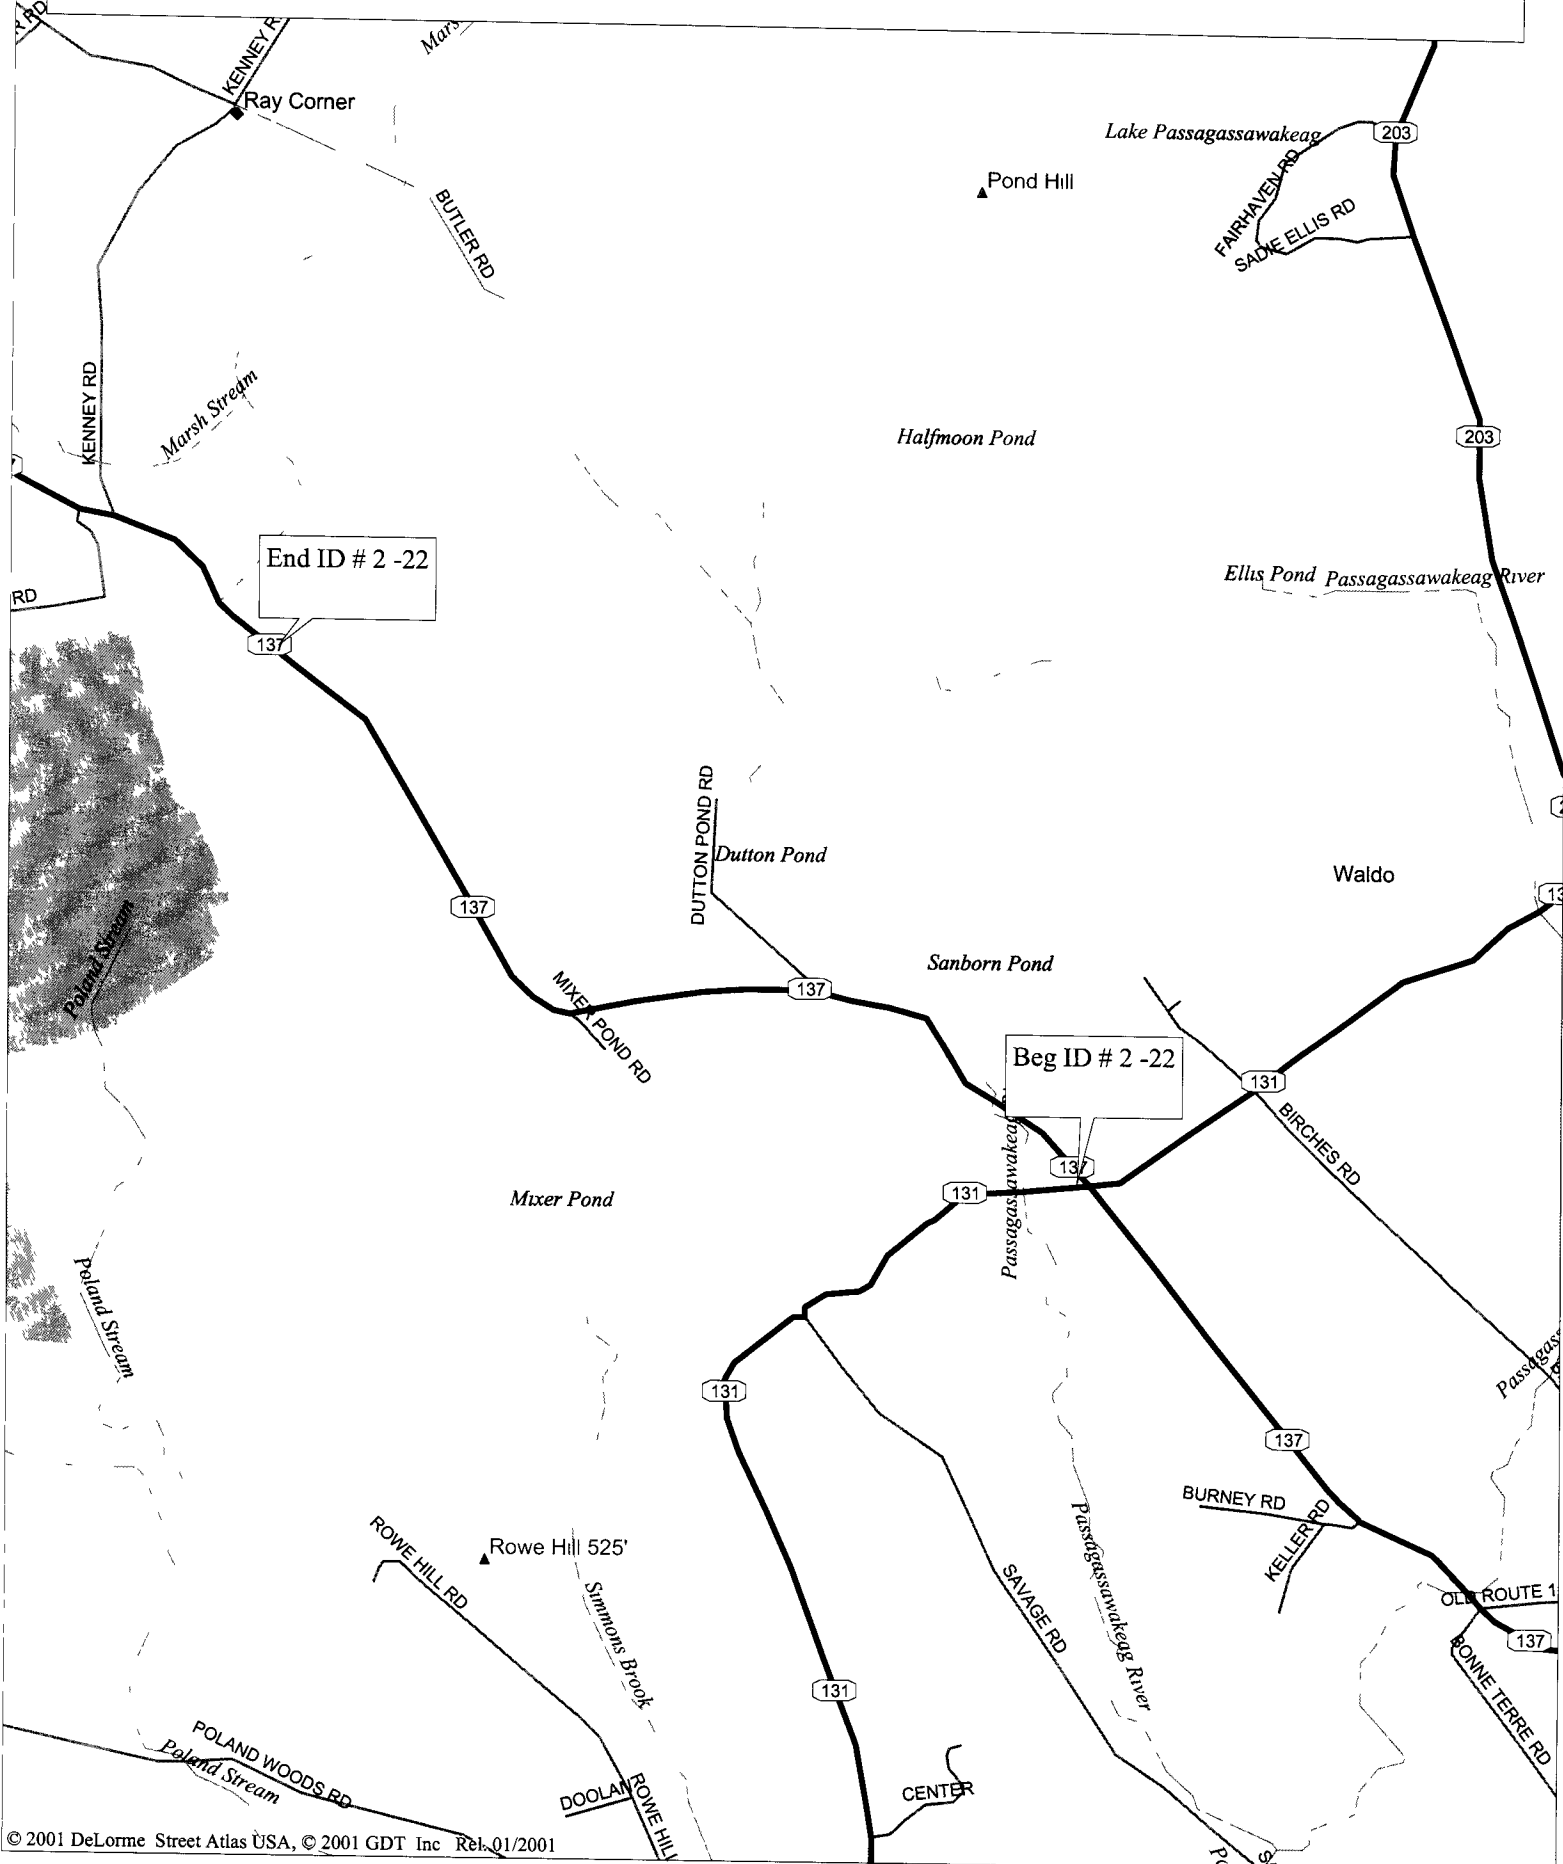 KENNEY R
Mars
Ray Corner
Lake Passagassawakeag
203
Pond Hill
FAIRHAVEN RD
SADIE ELLIS RD
BUTLER RD
KENNEY RD
Marsh Stream
Halfmoon Pond
203
End ID # 2 -22
Ellis Pond
Passagassawakeag River
RD
137
DUTTON POND RD
Dutton Pond
Waldo
137
13
Poland Stream
Sanborn Pond
137
MIXER POND RD
Beg ID # 2 -22
131
BIRCHES RD
Passagassawakeag
137
131
Mixer Pond
Poland Stream
Passagass
131
137
BURNEY RD
KELLER RD
ROWE HILL RD
Rowe Hill 525'
Simmons Brook
SAVAGE RD
Passagassawakeag River
OLD ROUTE 1
137
BONNE TERRE RD
131
POLAND WOODS RD
Poland Stream
DOOLAN
ROWE HILL
CENTER
© 2001 DeLorme Street Atlas USA, © 2001 GDT Inc Rel. 01/2001